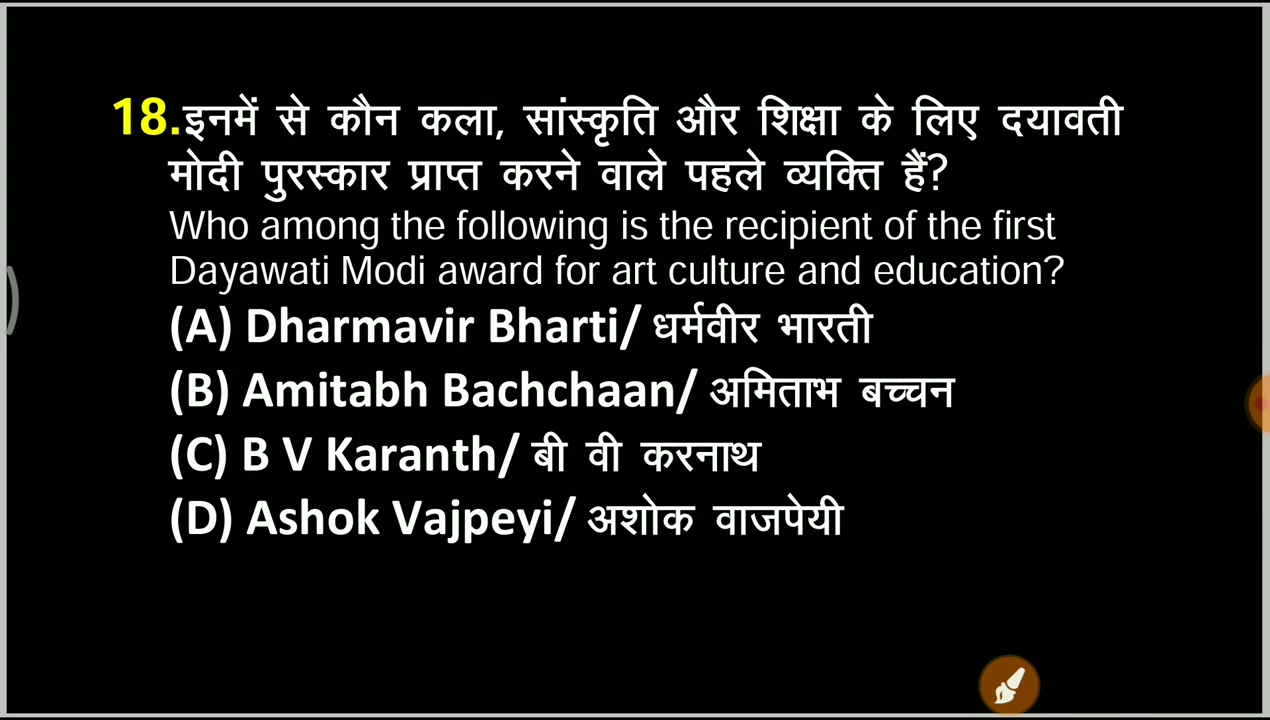 18.इनमें से कौन कला, सांस्कृति और शिक्षा के लिए दयावती
मोदी पुरस्कार प्राप्त करने वाले पहले व्यक्ति हैं?
Who among the following is the recipient of the first
Dayawati Modi award for art culture and education?
(A) Dharmavir Bharti/ धर्मवीर भारती
(B) Amitabh Bachchaan/ अमिताभ बच्चन
(C) B V Karanth/ बी वी करनाथ
(D) Ashok Vajpeyi/ अशोक वाजपेयी